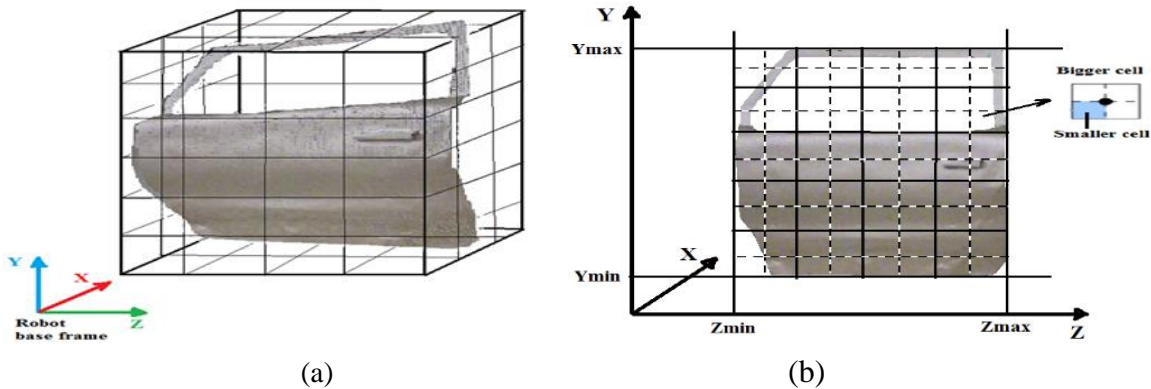 Y
X
Z
Robot
base frame
(a)
Y
Ymax
Bigger cell
Smaller cell
X
Ymin
Zmin
Zmax
Z
(b)